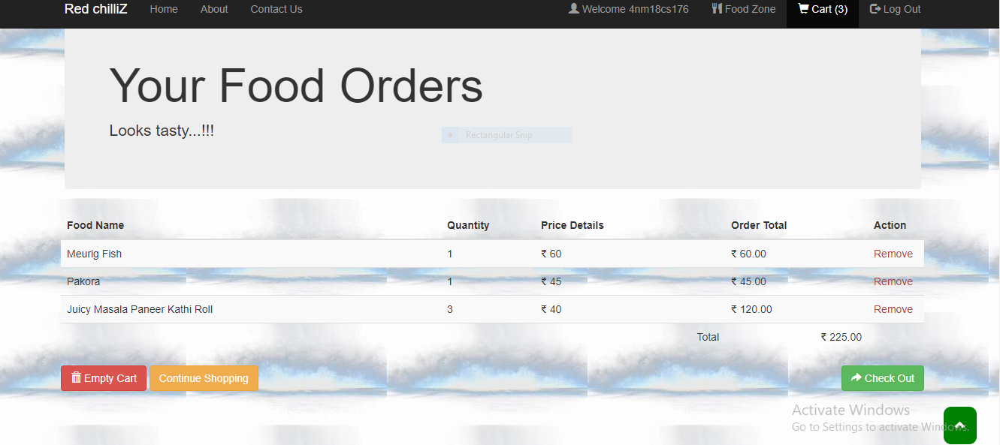 Red chilliZ Home About Contact Us Welcome 4nm18cs176 Food Zone Cart (3) Log Out
Your Food Orders
Looks tasty...!!!
Rectangular Snip
Food Name Quantity Price Details Order Total Action
Meurig Fish 1 ₹ 60 ₹ 60.00 Remove
Pakora 1 ₹ 45 ₹ 45.00 Remove
Juicy Masala Paneer Kathi Roll 3 ₹ 40 ₹ 120.00 Remove
Total ₹ 225.00
Empty Cart Continue Shopping Check Out
Activate Windows
Go to Settings to activate Windows.